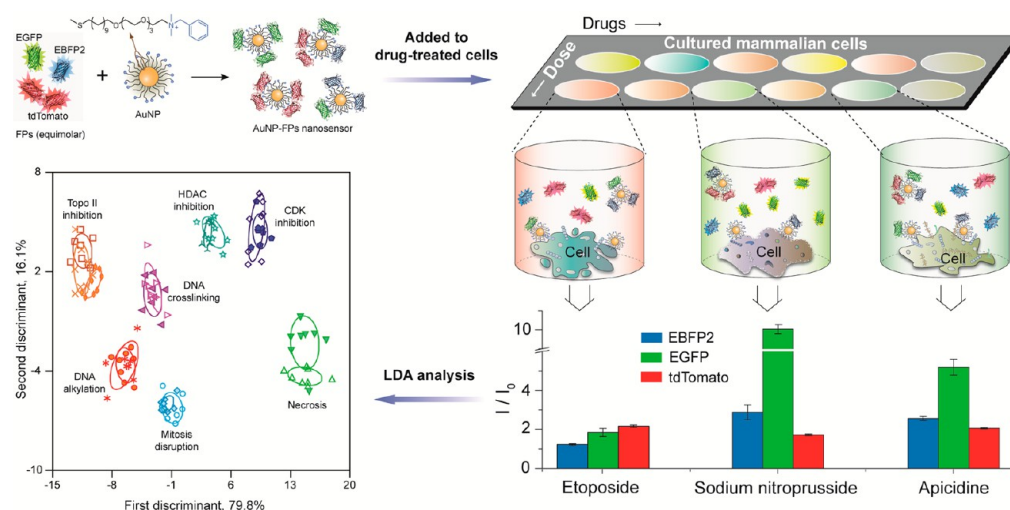 S
9
O
O
3
N
+
EGFP
EBFP2
tdTomato
FPs (equimolar)
+
AuNP
AuNP-FPs nanosensor
Added to
drug-treated cells
Drugs
Dose
Cultured mammalian cells
Cell
Cell
Cell
8
2
-4
-10
Second discriminant, 16.1%
Topo II
inhibition
HDAC
inhibition
CDK
inhibition
DNA
crosslinking
DNA
alkylation
Mitosis
disruption
Necrosis
-15
-8
-1
6
13
20
First discriminant, 79.8%
LDA analysis
I / I0
10
6
4
2
0
EBFP2
EGFP
tdTomato
Etoposide
Sodium nitroprusside
Apicidine